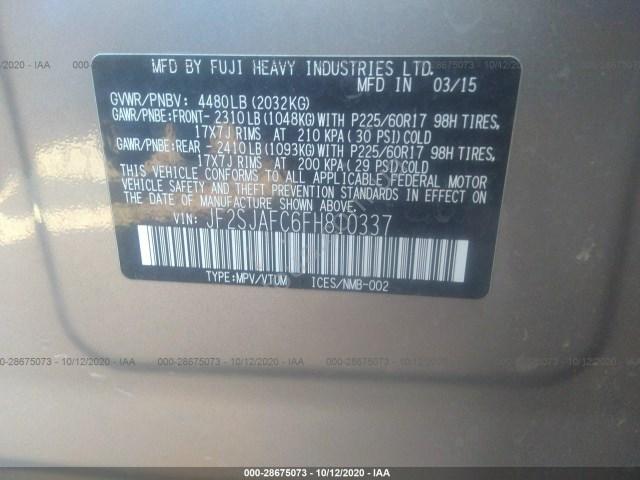 MFD BY FUJI HEAVY INDUSTRIES LTD.
MFD IN 03/15
GVWR/PNBV: 4480LB(2032KG)
GAWR/PNBE:FRONT- 2310LB(1048KG)WITH P225/60R17 98H TIRES,
17X7J RIMS AT 210 KPA(30 PSI)COLD
GAWR/PNBE:REAR - 2410LB(1093KG)WITH P225/60R17 98H TIRES,
17X7J RIMS AT 200 KPA(29 PSI)COLD
THIS VEHICLE CONFORMS TO ALL APPLICABLE FEDERAL MOTOR
VEHICLE SAFETY AND THEFT PREVENTION STANDARDS IN EFFECT ON
THE DATE OF MANUFACTURE SHOWN ABOVE.
VIN: JF2SJAFC6FH810337
TYPE:MPV/VTUM ICES/NMB-002
000-28675073 - 10/12/2020 - IAA